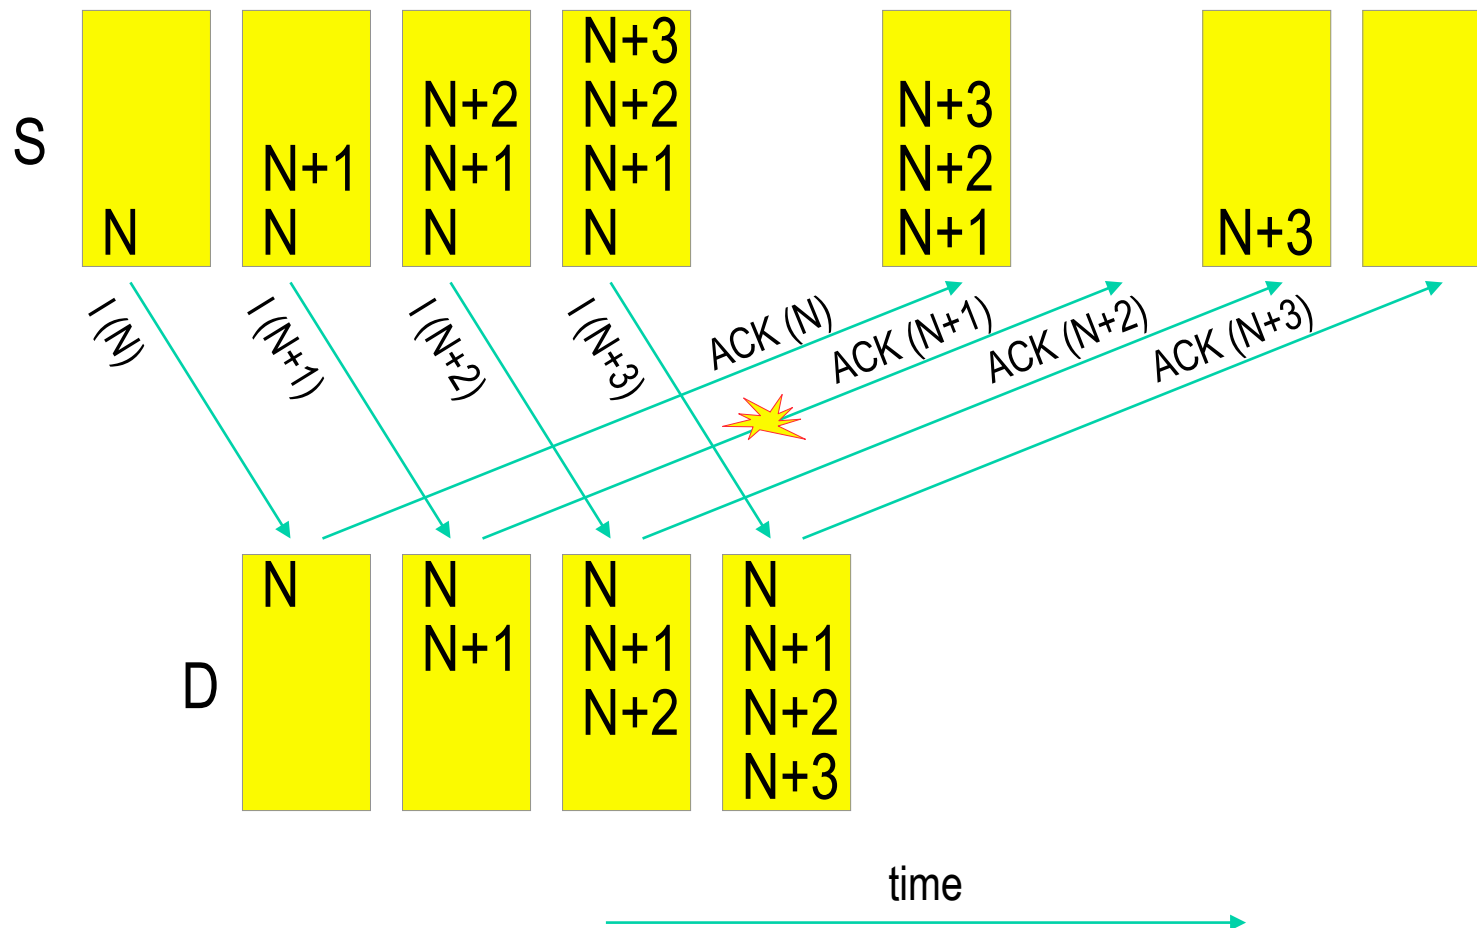 S
N
N+1
N
N+2
N+1
N
N+3
N+2
N+1
N
N+3
N+2
N+1
N+3
I (N)
I (N+1)
I (N+2)
I (N+3)
ACK (N)
ACK (N+1)
ACK (N+2)
ACK (N+3)
D
N
N
N+1
N
N+1
N+2
N
N+1
N+2
N+3
time